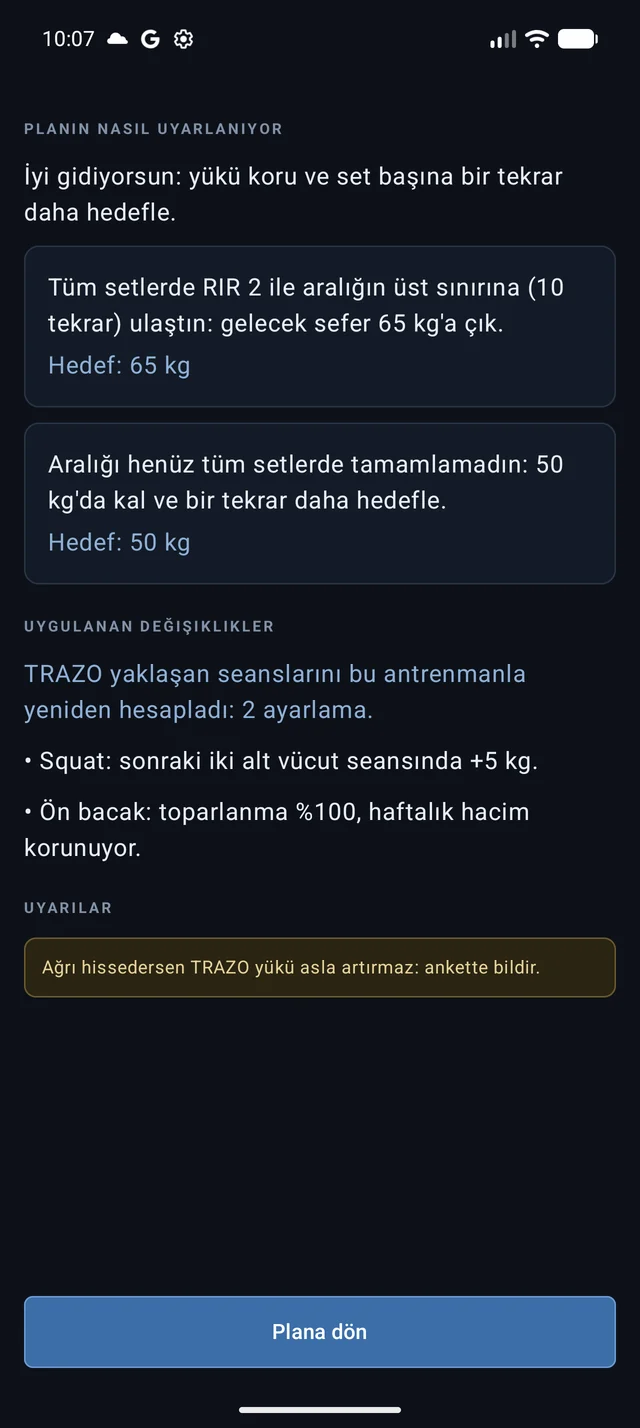 10:07
PLANIN NASIL UYARLANIYOR
İyi gidiyorsun: yükü koru ve set başına bir tekrar
daha hedefle.
Tüm setlerde RIR 2 ile aralığın üst sınırına (10
tekrar) ulaştın: gelecek sefer 65 kg'a çık.
Hedef: 65 kg
Aralığı henüz tüm setlerde tamamlamadın: 50
kg'da kal ve bir tekrar daha hedefle.
Hedef: 50 kg
UYGULANAN DEĞİŞİKLİKLER
TRAZO yaklaşan seanslarını bu antrenmanla
yeniden hesapladı: 2 ayarlama.
• Squat: sonraki iki alt vücut seansında +5 kg.
• Ön bacak: toparlanma %100, haftalık hacim
korunuyor.
UYARILAR
Ağrı hissedersen TRAZO yükü asla artırmaz: ankette bildir.
Plana dön